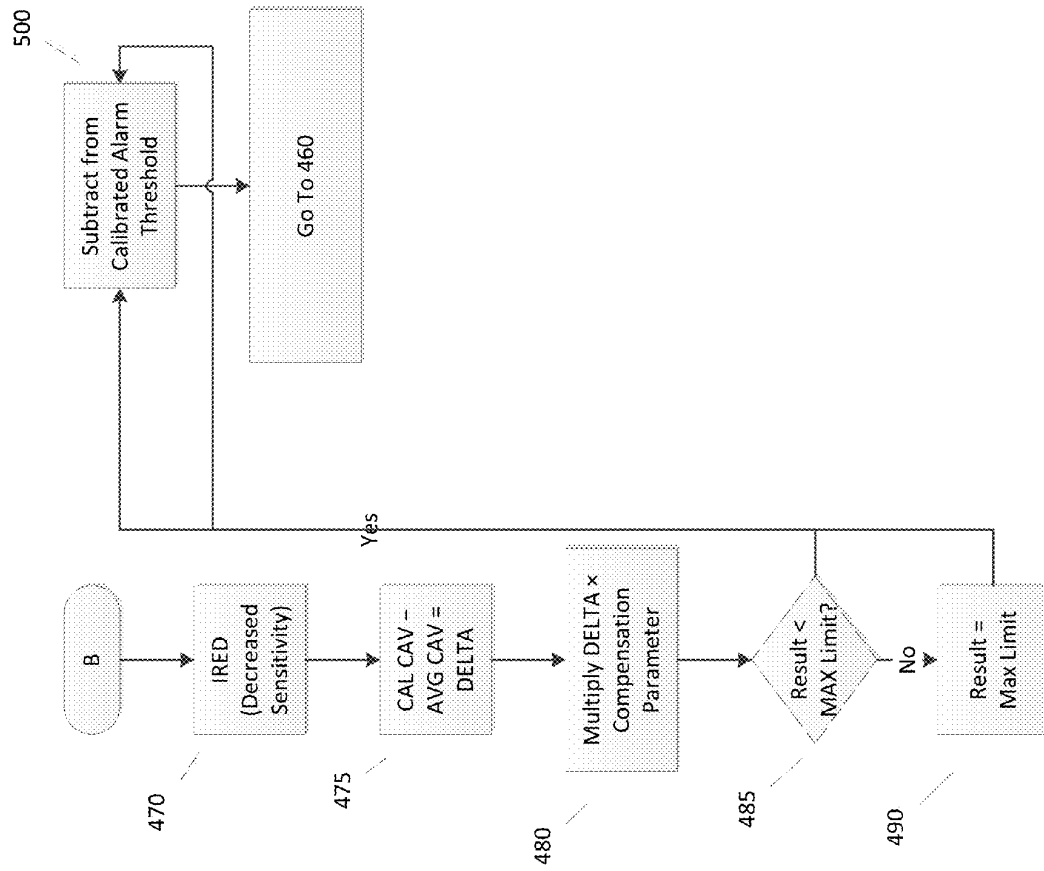 B
470
IRED
(Decreased
Sensitivity)
475
CAL CAV –
AVG CAV =
DELTA
480
Multiply DELTA ×
Compensation
Parameter
485
Result <
MAX Limit?
Yes
No
490
Result =
Max Limit
500
Subtract from
Calibrated Alarm
Threshold
Go To 460